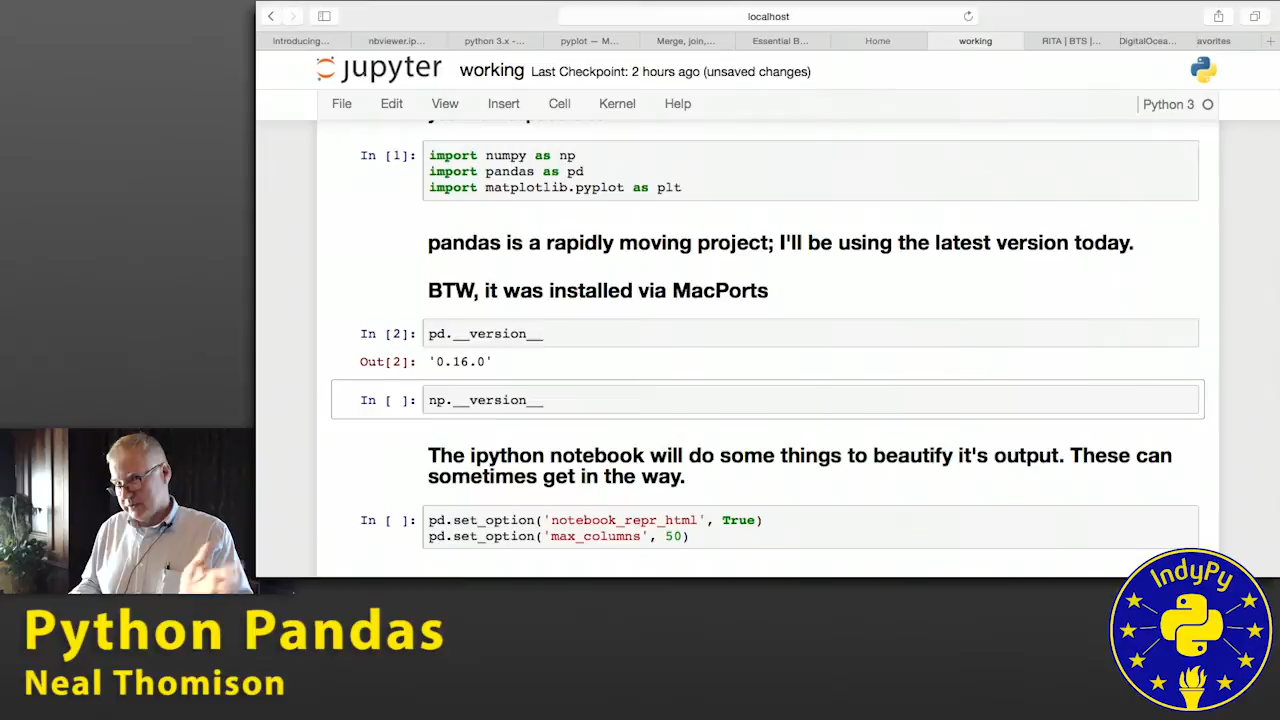 localhost
Introducing...
nbviewer.ip...
python 3.x -...
pyplot — M...
Merge, join,...
Essential B...
Home
working
RITA | BTS |...
DigitalOcea...
avorites
jupyter working Last Checkpoint: 2 hours ago (unsaved changes)
File Edit View Insert Cell Kernel Help Python 3
In [1]: import numpy as np
import pandas as pd
import matplotlib.pyplot as plt
pandas is a rapidly moving project; I'll be using the latest version today.
BTW, it was installed via MacPorts
In [2]: pd.__version__
Out[2]: '0.16.0'
In [ ]: np.__version__
The ipython notebook will do some things to beautify it's output. These can
sometimes get in the way.
In [ ]: pd.set_option('notebook_repr_html', True)
pd.set_option('max_columns', 50)
Python Pandas
Neal Thomison
IndyPy